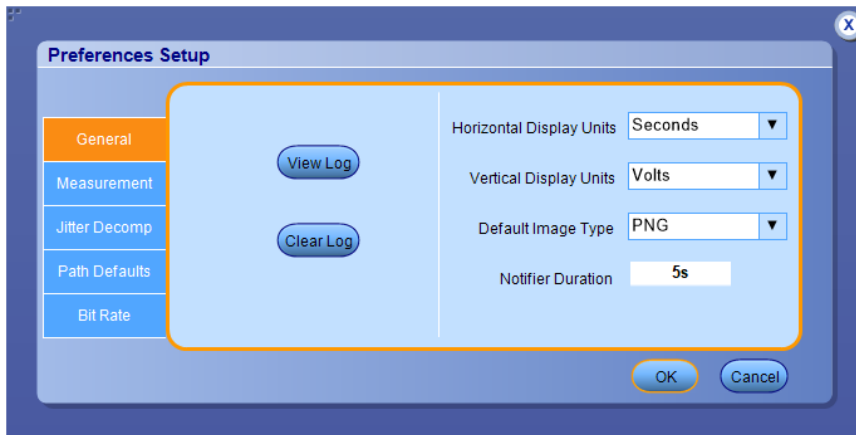 X
Preferences Setup
General
Measurement
Jitter Decomp
Path Defaults
Bit Rate
View Log
Clear Log
Horizontal Display Units Seconds
Vertical Display Units Volts
Default Image Type PNG
Notifier Duration 5s
OK Cancel